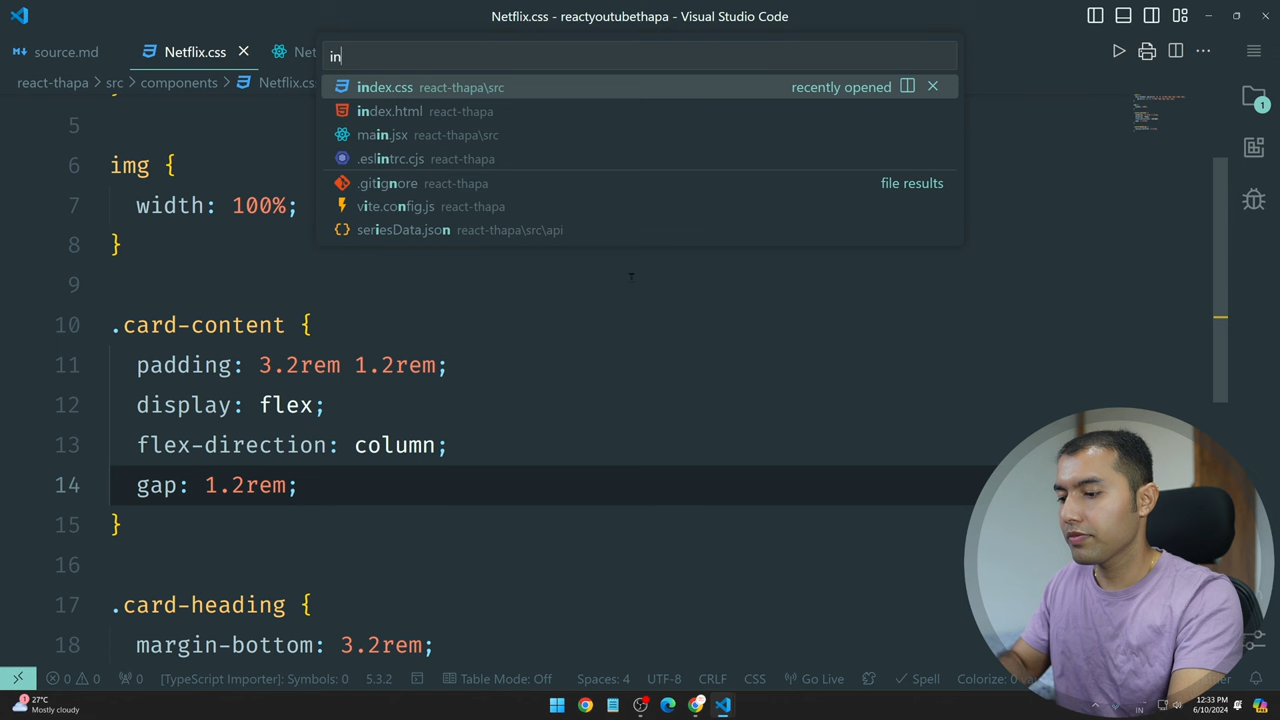 Netflix.css - reactyoutubethapa - Visual Studio Code
source.md
Netflix.css
Net
in
react-thapa > src > components > Netflix.css
index.css react-thapa\src recently opened
index.html react-thapa
main.jsx react-thapa\src
.eslintrc.cjs react-thapa
.gitignore react-thapa file results
vite.config.js react-thapa
seriesData.json react-thapa\src\api
5
6 img {
7 width: 100%;
8 }
9
10 .card-content {
11 padding: 3.2rem 1.2rem;
12 display: flex;
13 flex-direction: column;
14 gap: 1.2rem;
15 }
16
17 .card-heading {
18 margin-bottom: 3.2rem;
1
0 0 0 [TypeScript Importer]: Symbols: 0 5.3.2 Table Mode: Off Spaces: 4 UTF-8 CRLF CSS Go Live Spell Colorize: 0
1
27°C
Mostly cloudy
IN
12:33 PM
6/10/2024